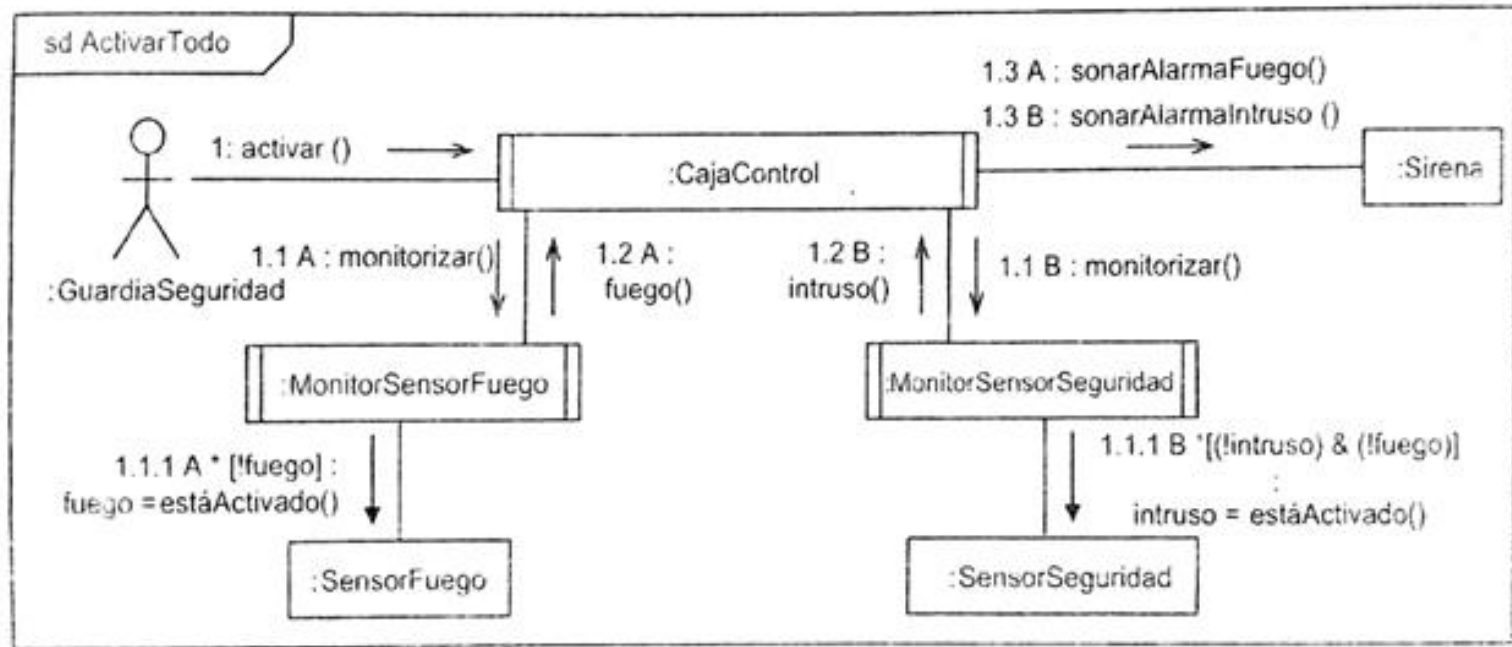 sd ActivarTodo
1.3 A : sonarAlarmaFuego()
1.3 B : sonarAlarmaIntruso ()
1: activar ()
:CajaControl
:Sirena
:GuardiaSeguridad
1.1 A : monitorizar()
1.2 A :
fuego()
1.2 B :
intruso()
1.1 B : monitorizar()
:MonitorSensorFuego
:MonitorSensorSeguridad
1.1.1 A * [!fuego] :
fuego =estáActivado()
1.1.1 B *[(!intruso) & (!fuego)]
:
intruso = estáActivado()
:SensorFuego
:SensorSeguridad